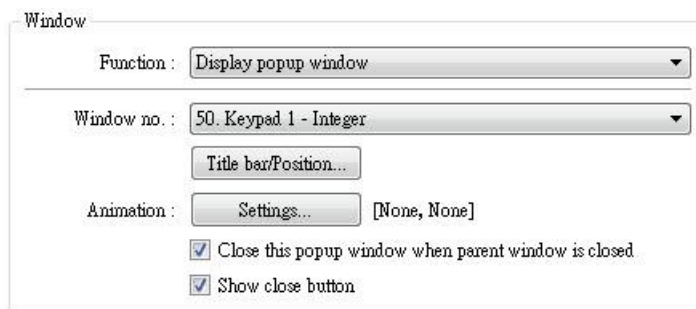 Window
Function : Display popup window
Window no. : 50. Keypad 1 - Integer
Title bar/Position...
Animation : Settings... [None, None]
Close this popup window when parent window is closed
Show close button